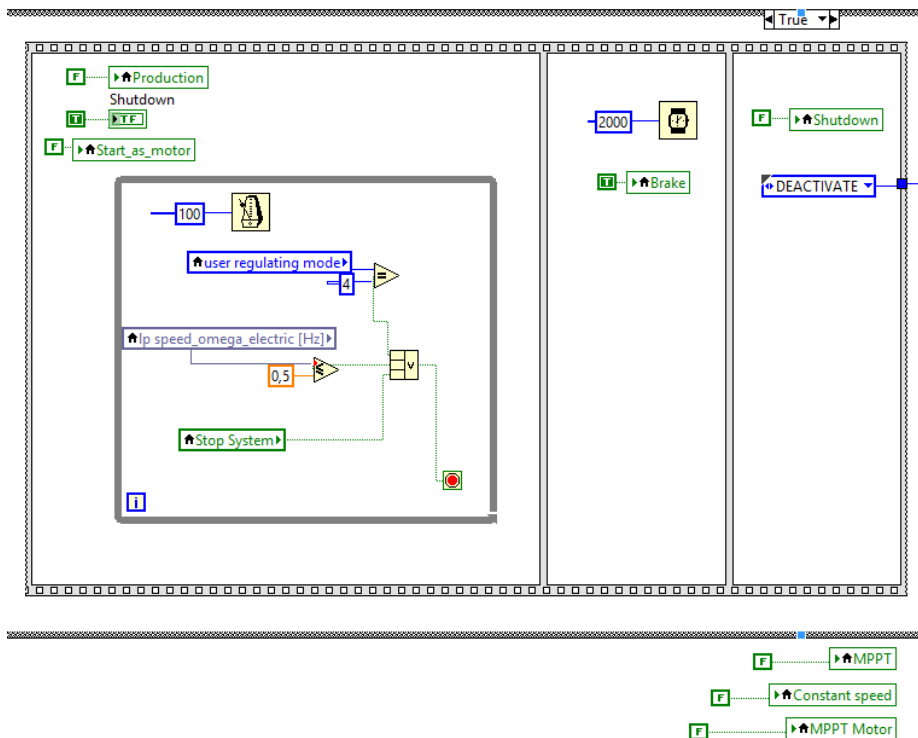 True
F Production
Shutdown
T TF
F Start_as_motor
100
user regulating mode
=
4
lp speed_omega_electric [Hz]
≤
0,5
v
Stop System
i
2000
T Brake
F Shutdown
DEACTIVATE
F MPPT
F Constant speed
F MPPT Motor